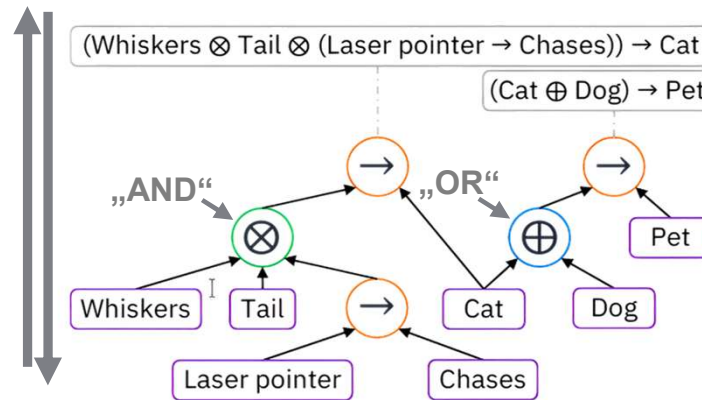 (Whiskers ⊗ Tail ⊗ (Laser pointer → Chases)) → Cat
(Cat ⊕ Dog) → Pet
→
→
„AND“
„OR“
⊗
⊕
Pet
Whiskers
Tail
→
Cat
Dog
Laser pointer
Chases